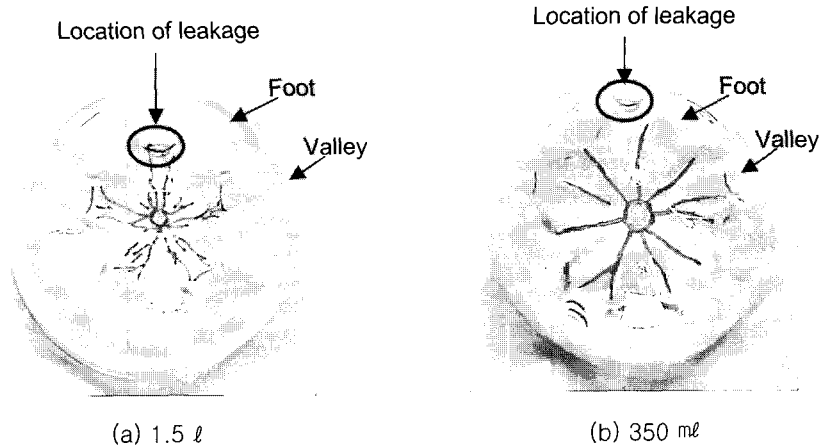 Location of leakage
Foot
Valley
(a) 1.5 ℓ
Location of leakage
Foot
Valley
(b) 350 ㎖